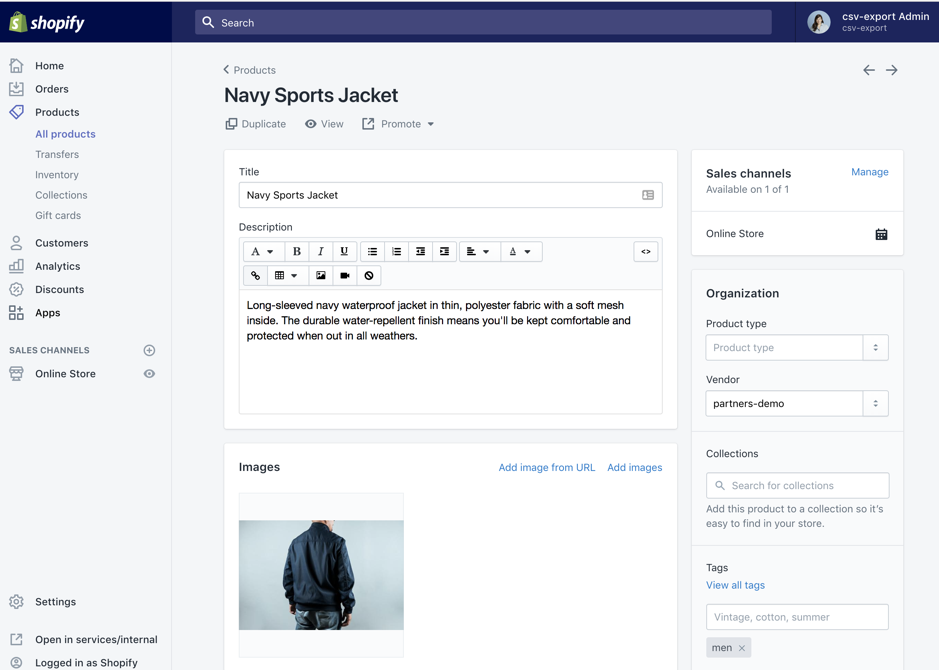 shopify
Search
csv-export Admin
csv-export
Home
Orders
Products
All products
Transfers
Inventory
Collections
Gift cards
Customers
Analytics
Discounts
Apps
SALES CHANNELS
Online Store
Settings
Open in services/internal
Logged in as Shopify
Products
Navy Sports Jacket
Duplicate View Promote
Title
Navy Sports Jacket
Description
A B I U A <>
Long-sleeved navy waterproof jacket in thin, polyester fabric with a soft mesh
inside. The durable water-repellent finish means you'll be kept comfortable and
protected when out in all weathers.
Images Add image from URL Add images
Sales channels Manage
Available on 1 of 1
Online Store
Organization
Product type
Product type
Vendor
partners-demo
Collections
Search for collections
Add this product to a collection so it's
easy to find in your store.
Tags
View all tags
Vintage, cotton, summer
men ×